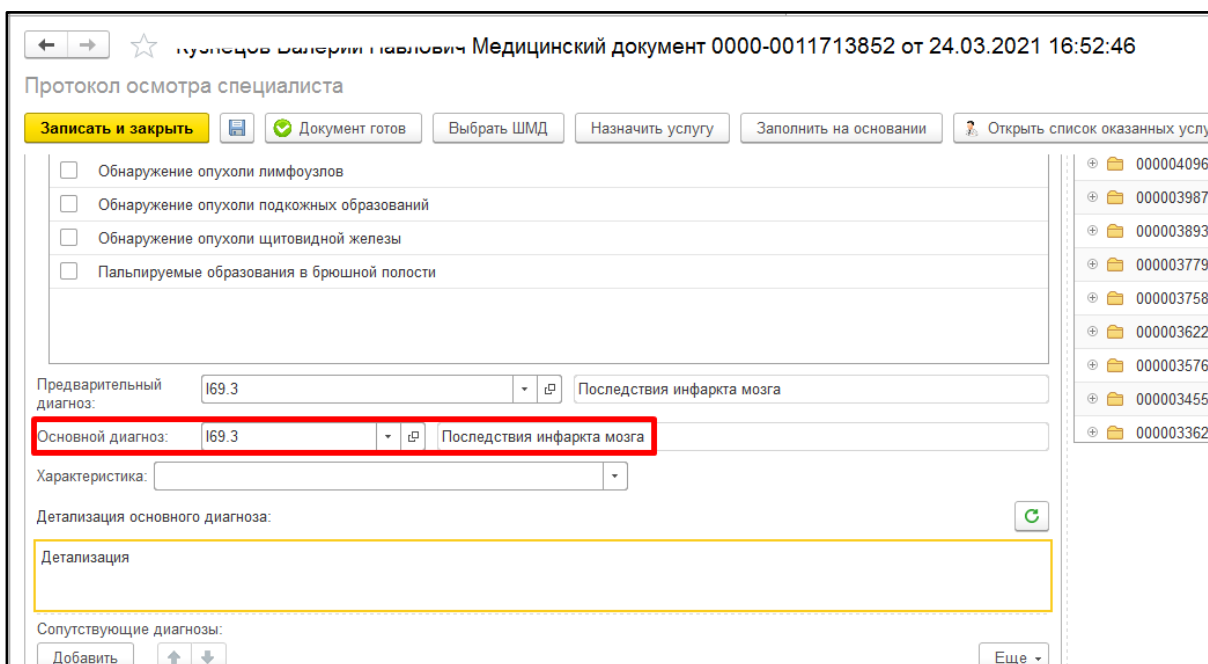 Кузнецов Валерий Павлович Медицинский документ 0000-0011713852 от 24.03.2021 16:52:46
Протокол осмотра специалиста
Записать и закрыть Документ готов Выбрать ШМД Назначить услугу Заполнить на основании Открыть список оказанных услу
Обнаружение опухоли лимфоузлов
000004096
Обнаружение опухоли подкожных образований
000003987
Обнаружение опухоли щитовидной железы
000003893
Пальпируемые образования в брюшной полости
000003779
000003758
000003622
000003576
Предварительный диагноз: I69.3 Последствия инфаркта мозга
000003455
Основной диагноз: I69.3 Последствия инфаркта мозга
000003362
Характеристика:
Детализация основного диагноза:
Детализация
Сопутствующие диагнозы:
Добавить Еще